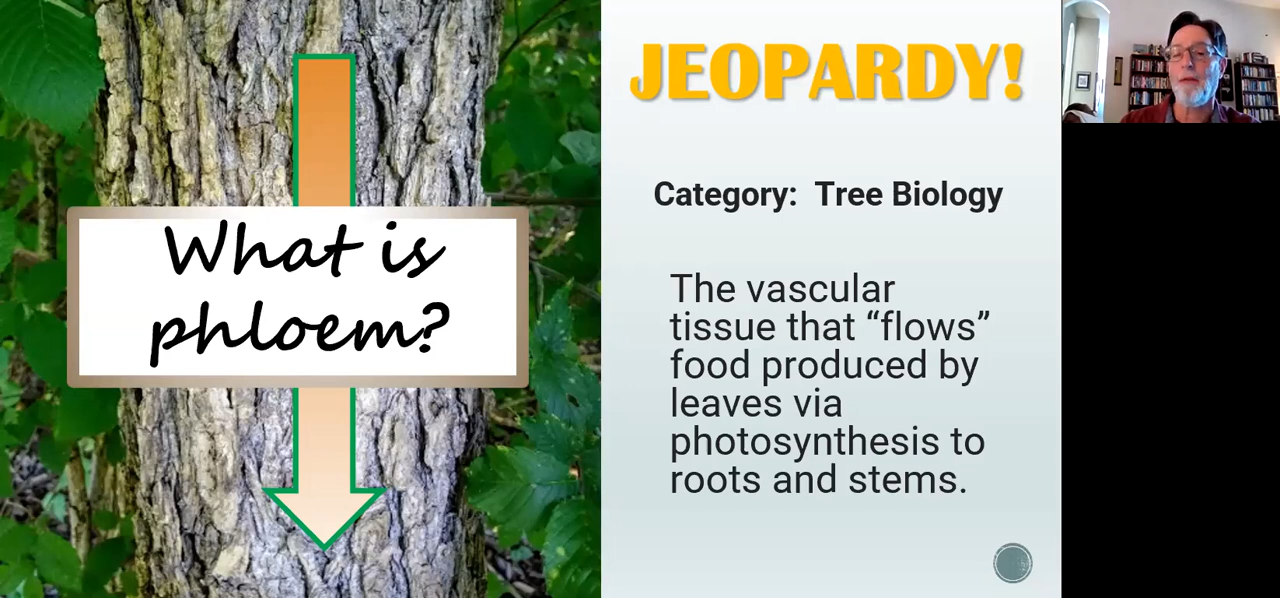 What is
phloem?
JEOPARDY!
Category: Tree Biology
The vascular
tissue that “flows”
food produced by
leaves via
photosynthesis to
roots and stems.